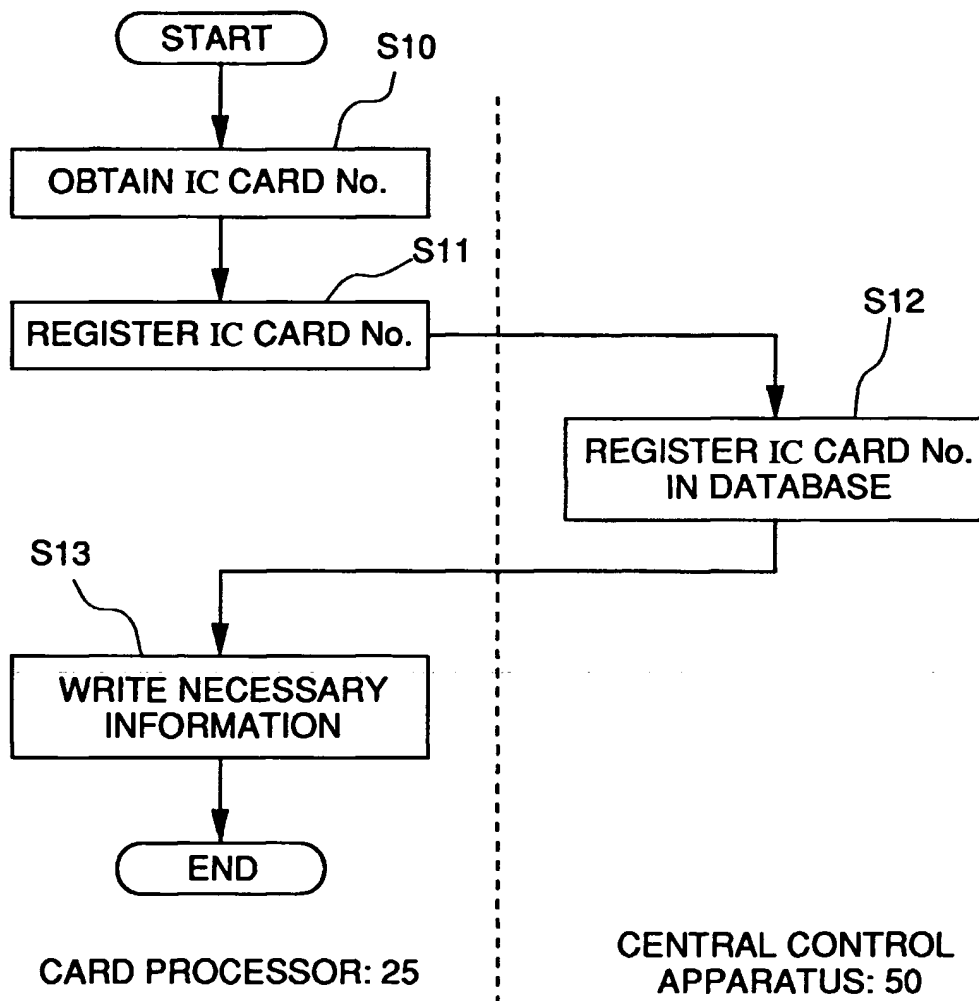 START
S10
OBTAIN IC CARD No.
S11
REGISTER IC CARD No.
S12
REGISTER IC CARD No.
IN DATABASE
S13
WRITE NECESSARY
INFORMATION
END
CARD PROCESSOR: 25
CENTRAL CONTROL
APPARATUS: 50